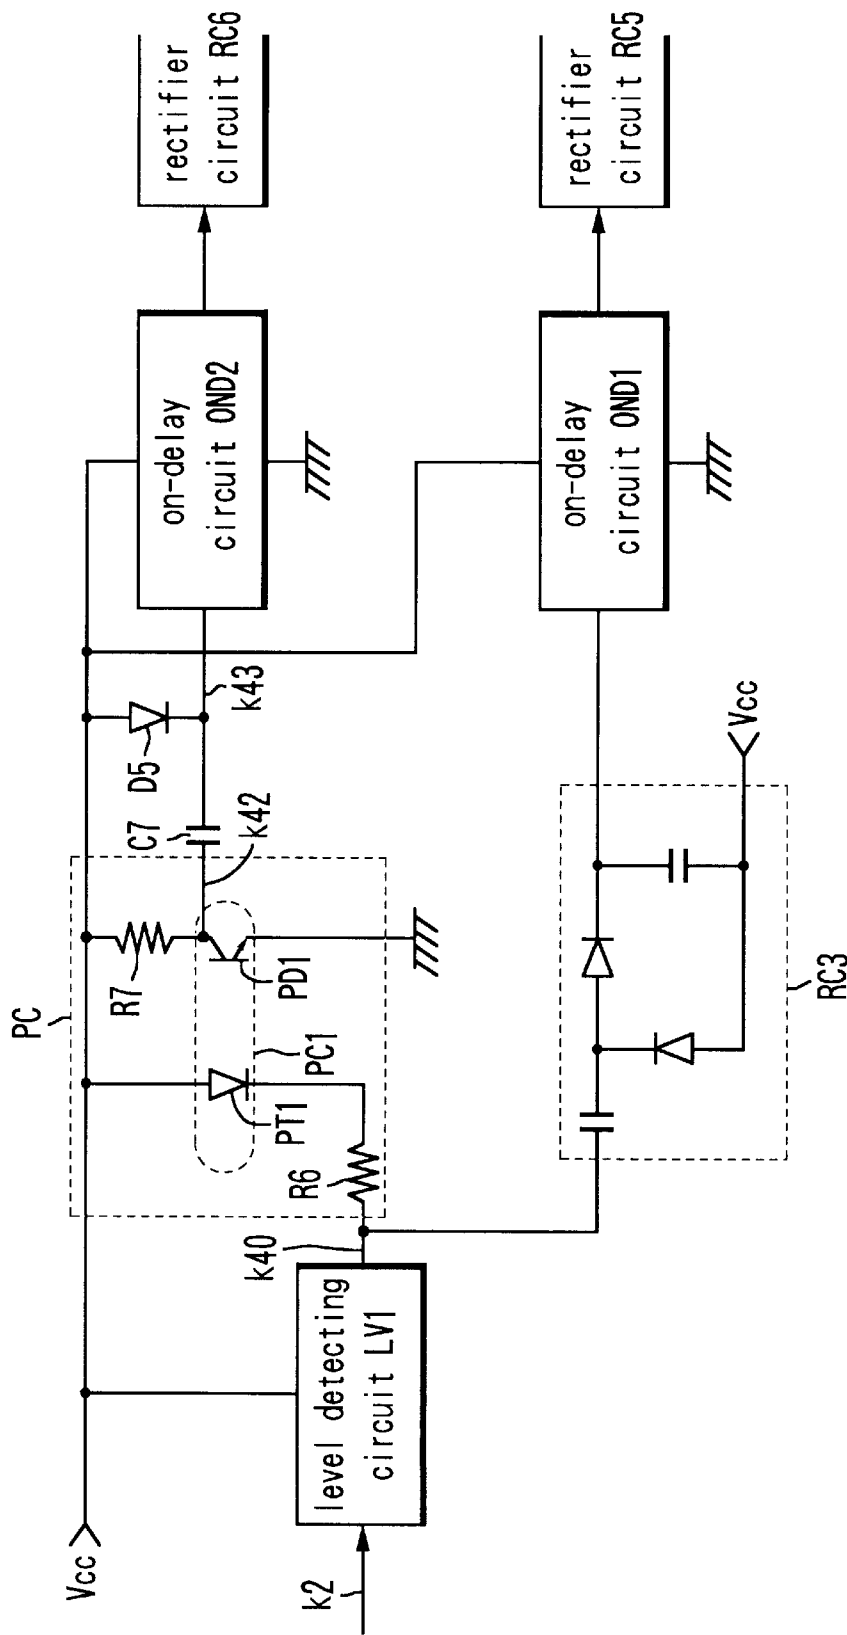 Vcc
k2
level detecting
circuit LV1
k40
R6
PT1
PC1
PC
R7
PD1
k42
C7
D5
k43
on-delay
circuit OND2
rectifier
circuit RC6
RC3
Vcc
on-delay
circuit OND1
rectifier
circuit RC5